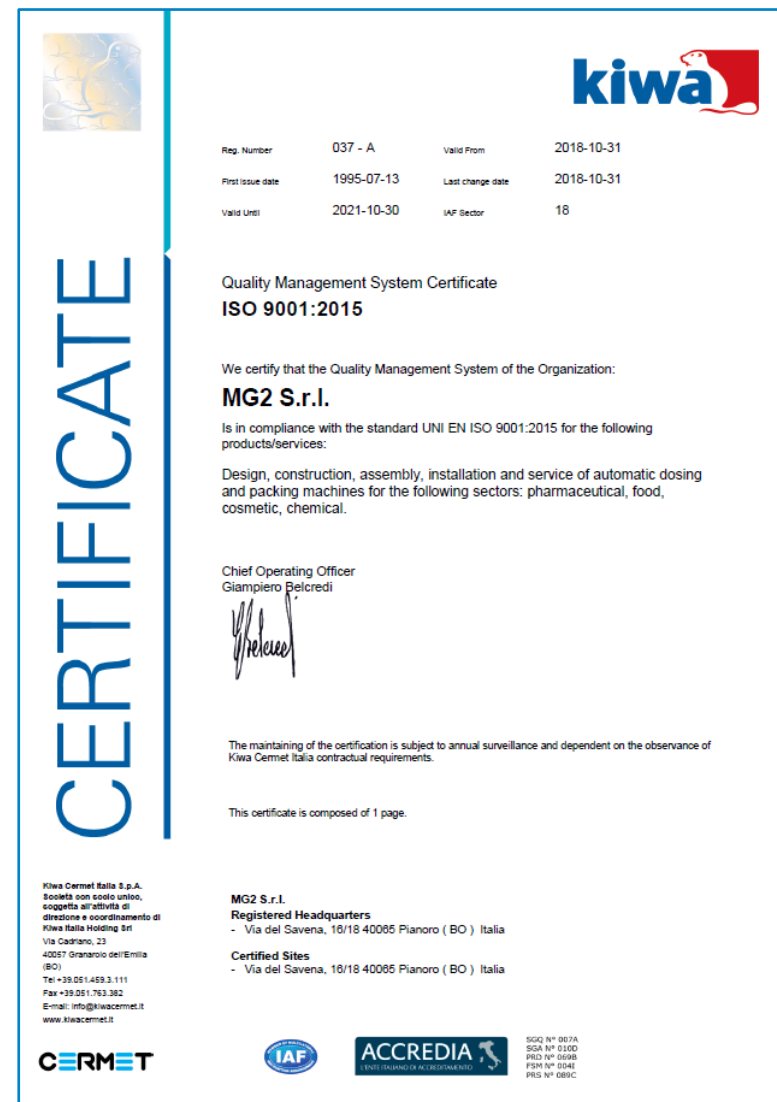 kiwa
Reg. Number 037 - A Valid From 2018-10-31
First issue date 1995-07-13 Last change date 2018-10-31
Valid Until 2021-10-30 IAF Sector 18
CERTIFICATE
Quality Management System Certificate
ISO 9001:2015
We certify that the Quality Management System of the Organization:
MG2 S.r.l.
Is in compliance with the standard UNI EN ISO 9001:2015 for the following
products/services:
Design, construction, assembly, installation and service of automatic dosing
and packing machines for the following sectors: pharmaceutical, food,
cosmetic, chemical.
Chief Operating Officer
Giampiero Belcredi
The maintaining of the certification is subject to annual surveillance and dependent on the observance of
Kiwa Cermet Italia contractual requirements.
This certificate is composed of 1 page.
Kiwa Cermet Italia S.p.A.
Società con socio unico,
soggetta all'attività di
direzione e coordinamento di
Kiwa Italia Holding Srl
Via Cadriano, 23
40057 Granarolo dell'Emilia
(BO)
Tel +39.051.459.3.111
Fax +39.051.763.382
E-mail: info@kiwacermet.it
www.kiwacermet.it
CERMET
MG2 S.r.l.
Registered Headquarters
- Via del Savena, 16/18 40065 Pianoro ( BO ) Italia
Certified Sites
- Via del Savena, 16/18 40065 Pianoro ( BO ) Italia
IAF
ACCREDIA
L'ENTE ITALIANO DI ACCREDITAMENTO
SGQ N° 007A
SGA N° 010D
PRD N° 069B
FSM N° 004I
PRS N° 089C